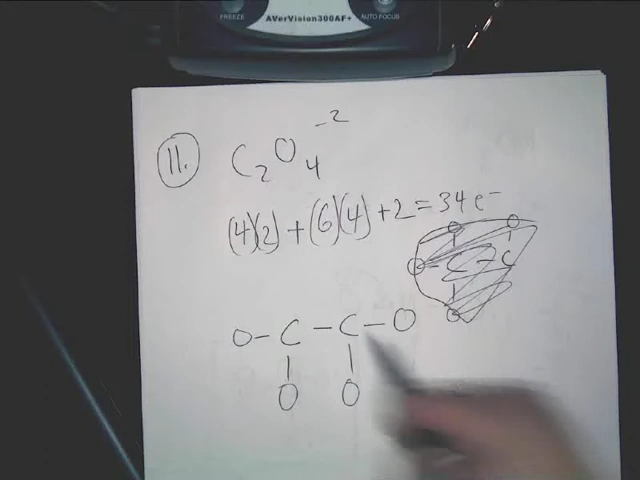 FREEZE
AVerVision300AF+
AUTO FOCUS
11. C2O4 -2
(4)(2) + (6)(4) + 2 = 34 e-
O O
O - C - C
O
O - C - C - O
O O